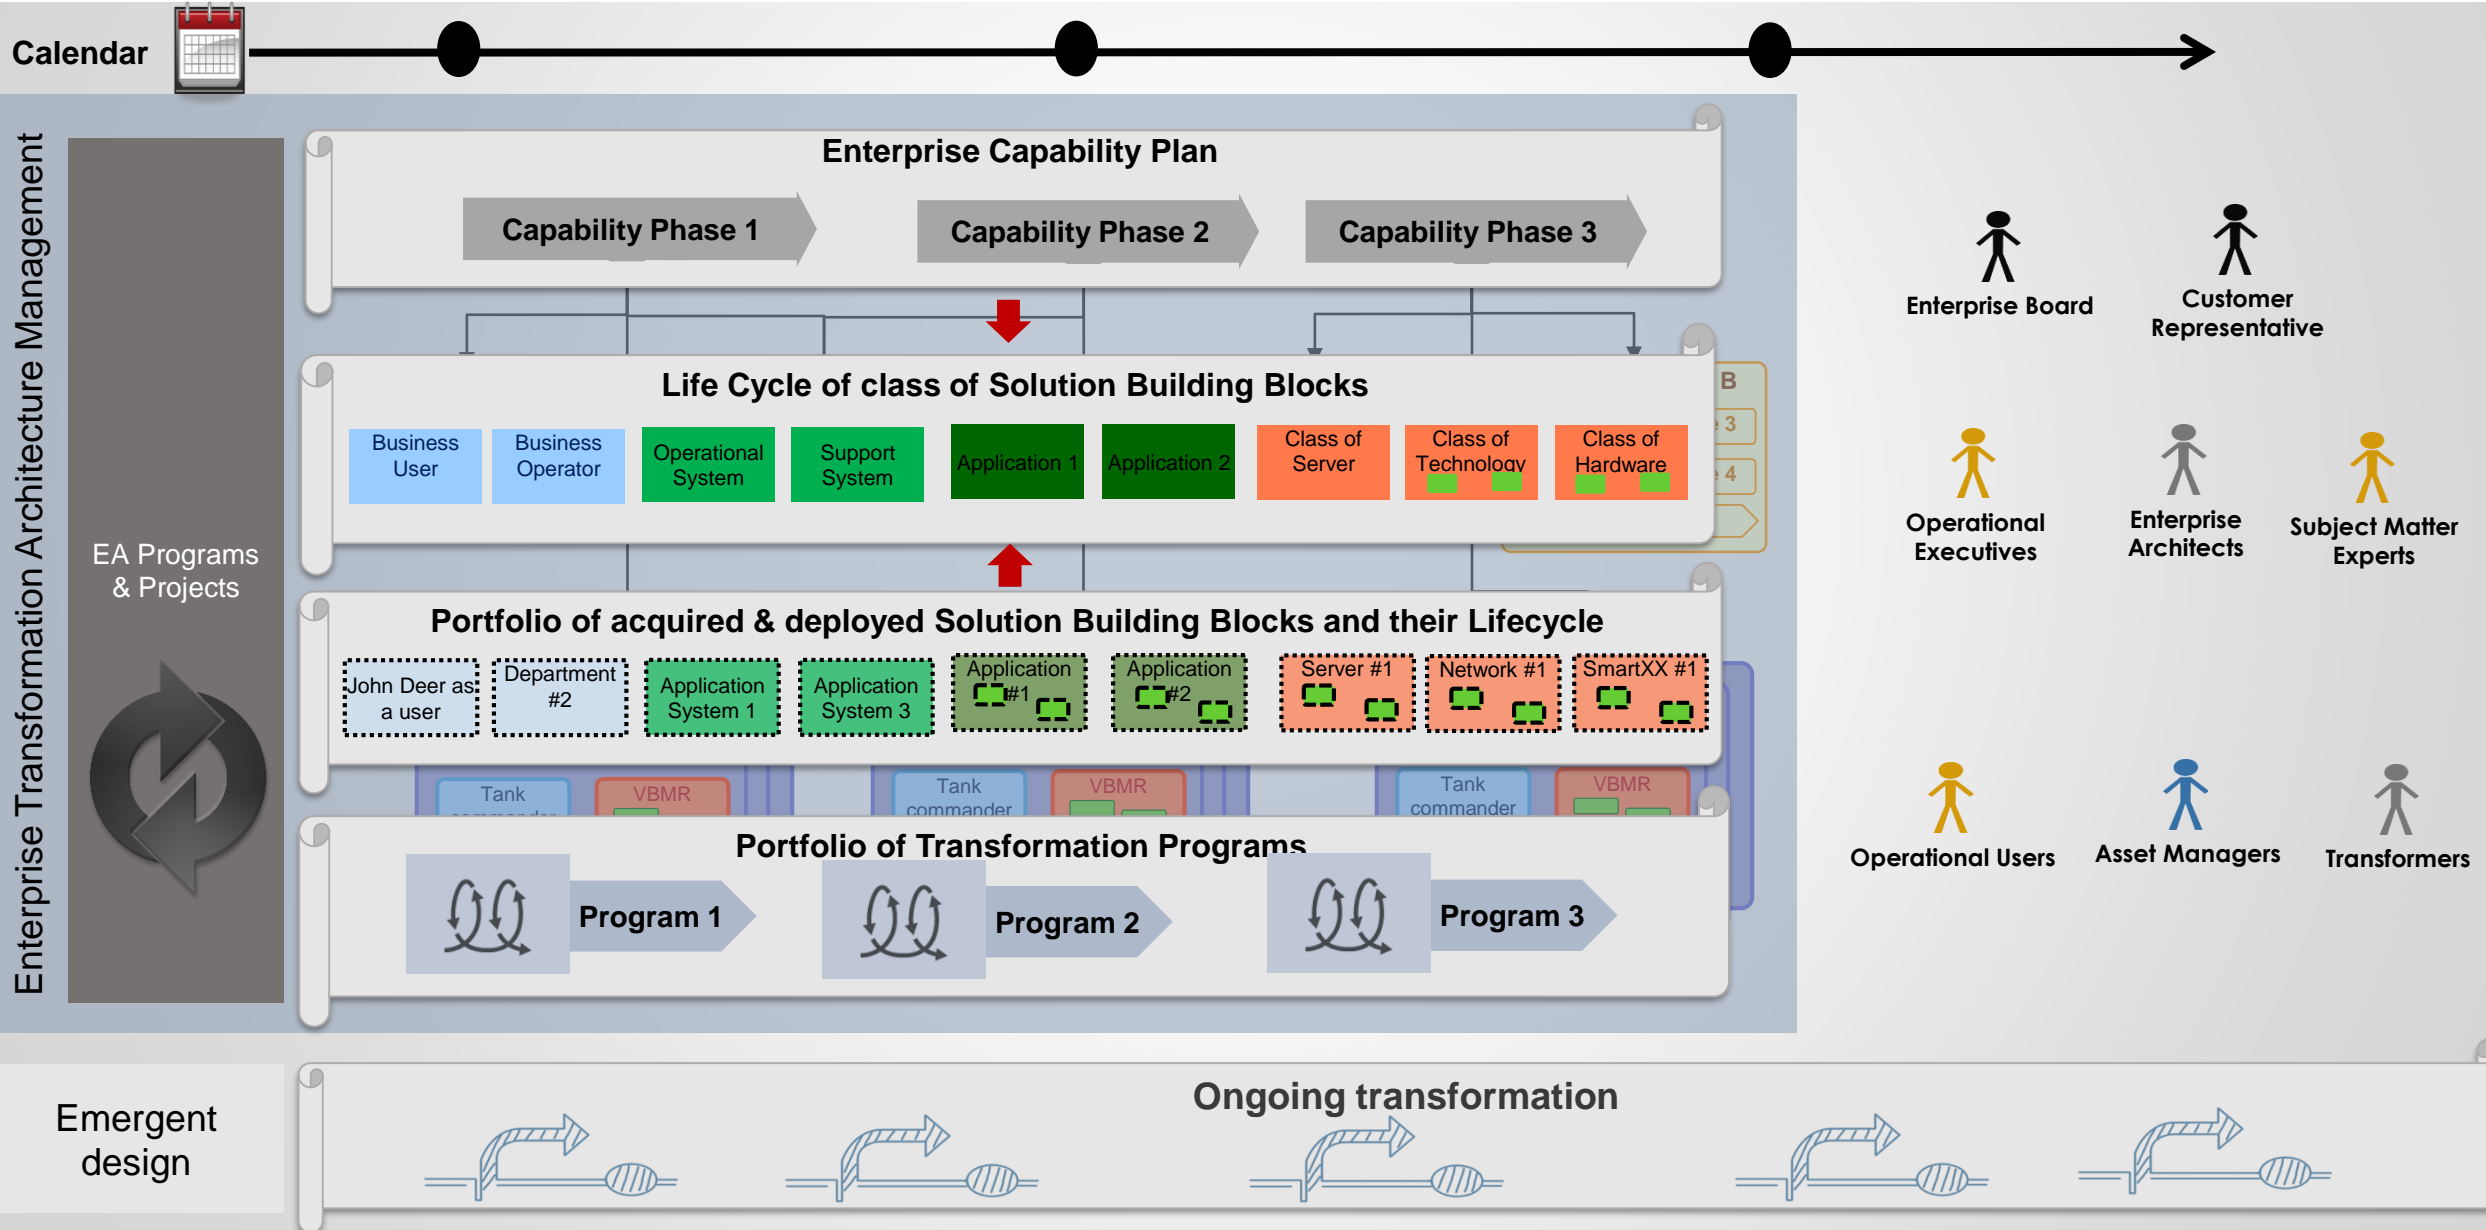 Calendar
Enterprise Transformation Architecture Management
EA Programs
& Projects
Enterprise Capability Plan
Capability Phase 1
Capability Phase 2
Capability Phase 3
Life Cycle of class of Solution Building Blocks
Business
User
Business
Operator
Operational
System
Support
System
Application 1
Application 2
Class of
Server
Class of
Technology
Class of
Hardware
B
3
4
Portfolio of acquired & deployed Solution Building Blocks and their Lifecycle
John Deer as
a user
Department
#2
Application
System 1
Application
System 3
Application
#1
Application
#2
Server #1
Network #1
SmartXX #1
Tank
commander
VBMR
Tank
commander
VBMR
Tank
commander
VBMR
Portfolio of Transformation Programs
Program 1
Program 2
Program 3
Enterprise Board
Customer
Representative
Operational
Executives
Enterprise
Architects
Subject Matter
Experts
Operational Users
Asset Managers
Transformers
Emergent
design
Ongoing transformation